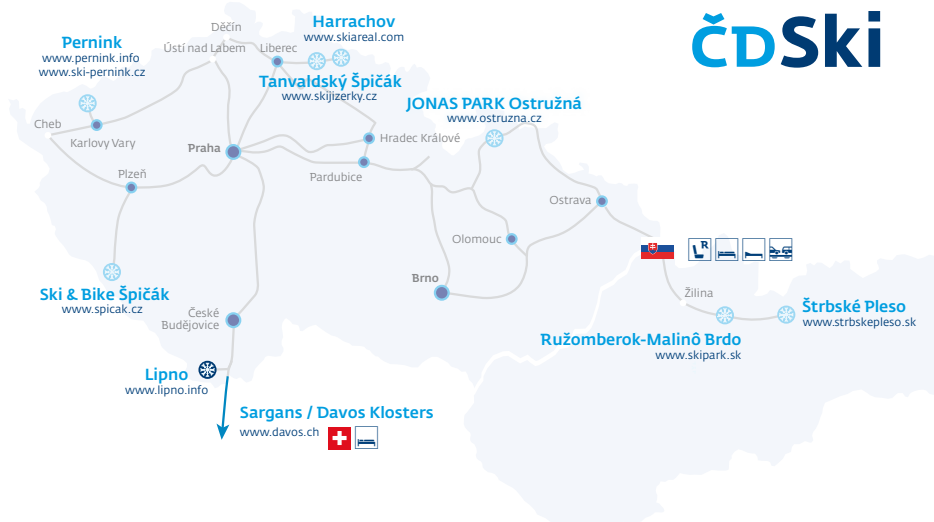 ČDSki
Děčín
Harrachov
www.skiareal.com
Pernink
www.pernink.info
www.ski-pernink.cz
Ústí nad Labem
Liberec
Tanvaldský Špičák
www.skijizerky.cz
JONAS PARK Ostružná
www.ostruzna.cz
Cheb
Karlovy Vary
Praha
Hradec Králové
Plzeň
Pardubice
Ostrava
Olomouc
R
Brno
Ski & Bike Špičák
www.spicak.cz
České
Budějovice
Žilina
Štrbské Pleso
www.strbskepleso.sk
Ružomberok-Malinô Brdo
www.skipark.sk
Lipno
www.lipno.info
Sargans / Davos Klosters
www.davos.ch